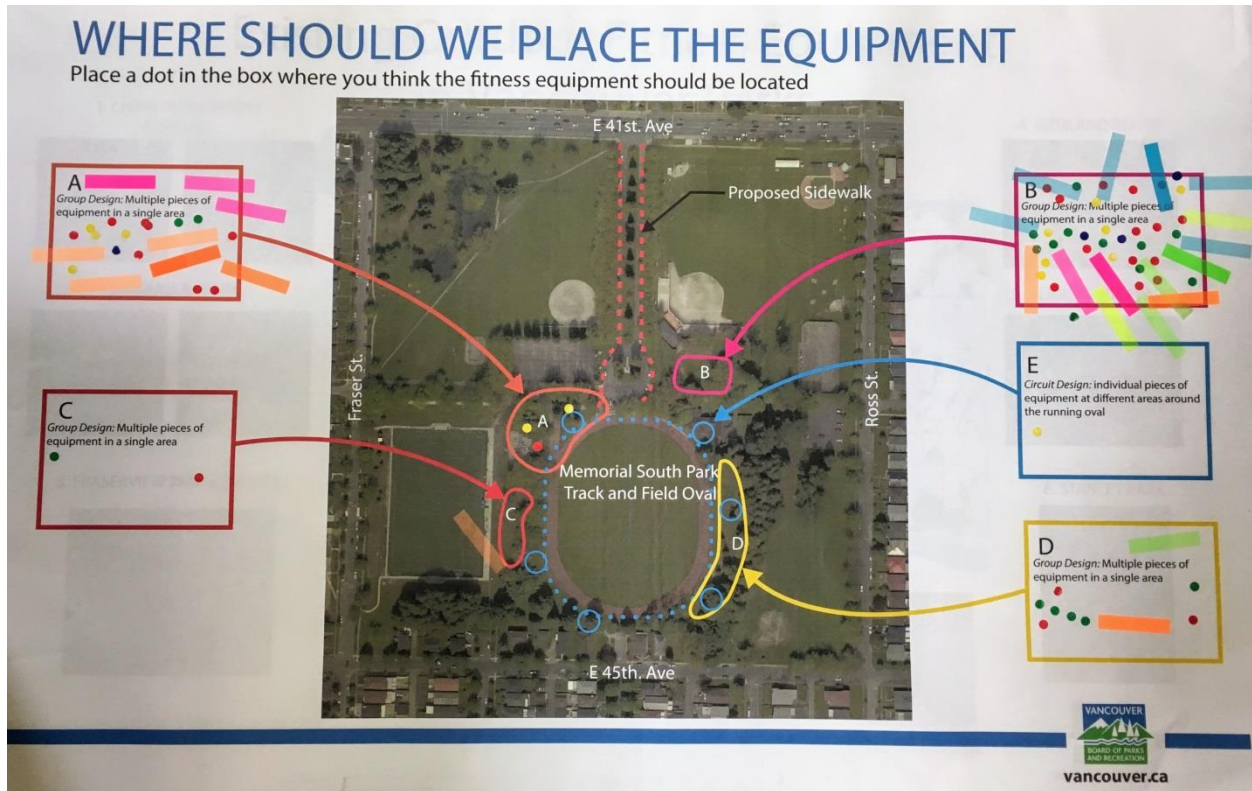 WHERE SHOULD WE PLACE THE EQUIPMENT
Place a dot in the box where you think the fitness equipment should be located
A
Group Design: Multiple pieces of
equipment in a single area
C
Group Design: Multiple pieces of
equipment in a single area
E 41st. Ave
Proposed Sidewalk
Fraser St.
Ross St.
B
A
Memorial South Park
Track and Field Oval
C
D
E 45th. Ave
B
Group Design: Multiple pieces of
equipment in a single area
E
Circuit Design: individual pieces of
equipment at different areas around
the running oval
D
Group Design: Multiple pieces of
equipment in a single area
VANCOUVER
BOARD OF PARKS
AND RECREATION
vancouver.ca